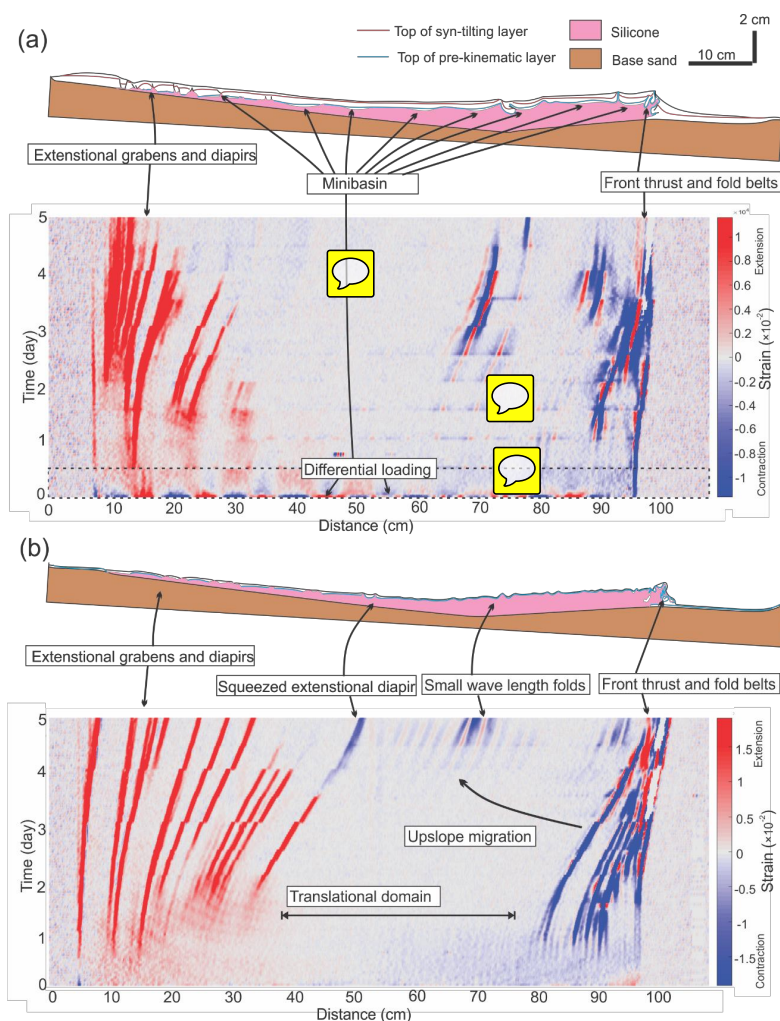 (a)
Top of syn-tilting layer
Silicone
2 cm
Top of pre-kinematic layer
Base sand
10 cm
Extenstional grabens and diapirs
Minibasin
Front thrust and fold belts
5
4
3
2
1
0
Time (day)
Differential loading
0 10 20 30 40 50 60 70 80 90 100
Distance (cm)
1
0.8
0.6
0.4
0.2
0
-0.2
-0.4
-0.6
-0.8
-1
Extension
Contraction
Strain (×10⁻²)
(b)
Extenstional grabens and diapirs
Squeezed extenstional diapir
Small wave length folds
Front thrust and fold belts
5
4
3
2
1
0
Time (day)
Upslope migration
Translational domain
0 10 20 30 40 50 60 70 80 90 100
Distance (cm)
1.5
1
0.5
0
-0.5
-1
-1.5
Extension
Contraction
Strain (×10⁻²)